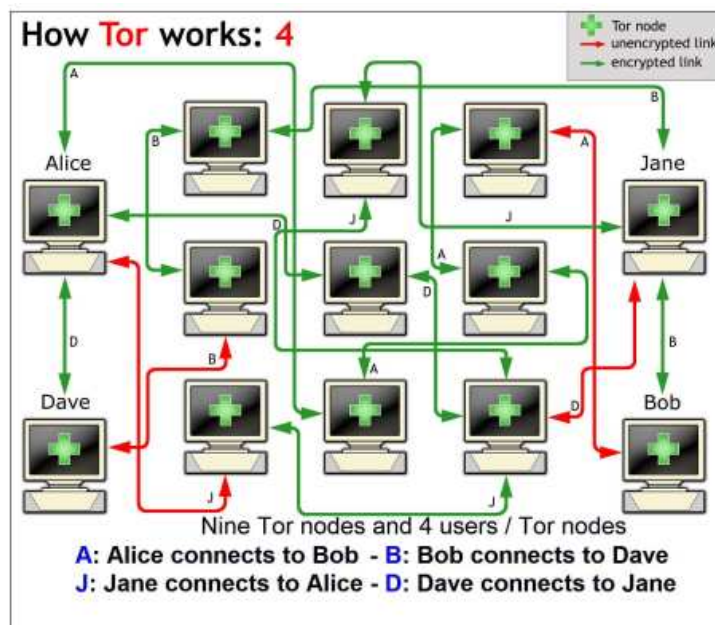 How Tor works: 4
Tor node
unencrypted link
encrypted link
A
B
Alice
Jane
B
A
J
J
D
A
D
D
B
B
Dave
A
D
Bob
J
J
Nine Tor nodes and 4 users / Tor nodes
A: Alice connects to Bob - B: Bob connects to Dave
J: Jane connects to Alice - D: Dave connects to Jane